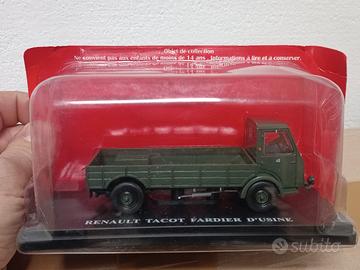 Objet de collection
Ne convient pas aux enfants de moins de 14 ans , informations à lire et a conserver.
RENAULT TACOT FARDIER D'USINE
subito